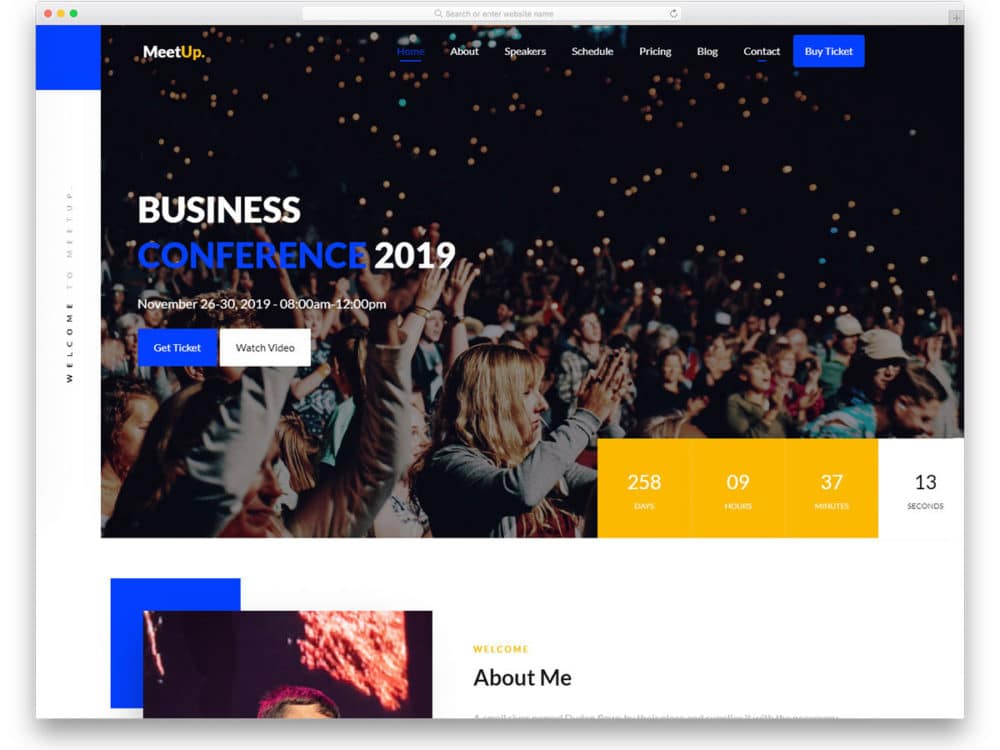 Search or enter website name
MeetUp.
Home
About
Speakers
Schedule
Pricing
Blog
Contact
Buy Ticket
WELCOME TO MEETUP.
BUSINESS
CONFERENCE 2019
November 26-30, 2019 - 08:00am-12:00pm
Get Ticket
Watch Video
258
DAYS
09
HOURS
37
MINUTES
13
SECONDS
WELCOME
About Me